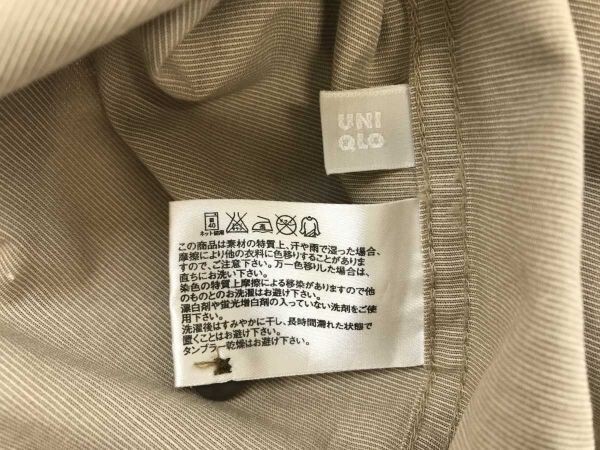 UNI
QLO
40
ネット使用
この商品は素材の特質上、汗や雨で湿った場合、
摩擦により他の衣料に色移りすることがありま
すので、ご注意下さい。万一色移りした場合は、
直ちにお洗い下さい。
染色の特質上摩擦による移染がありますので他
のものとのお洗濯はお避け下さい。
漂白剤や蛍光増白剤の入っていない洗剤をご使
用下さい。
洗濯後はすみやかに干し、長時間濡れた状態で
置くことはお避け下さい。
タンブラー乾燥はお避け下さい。